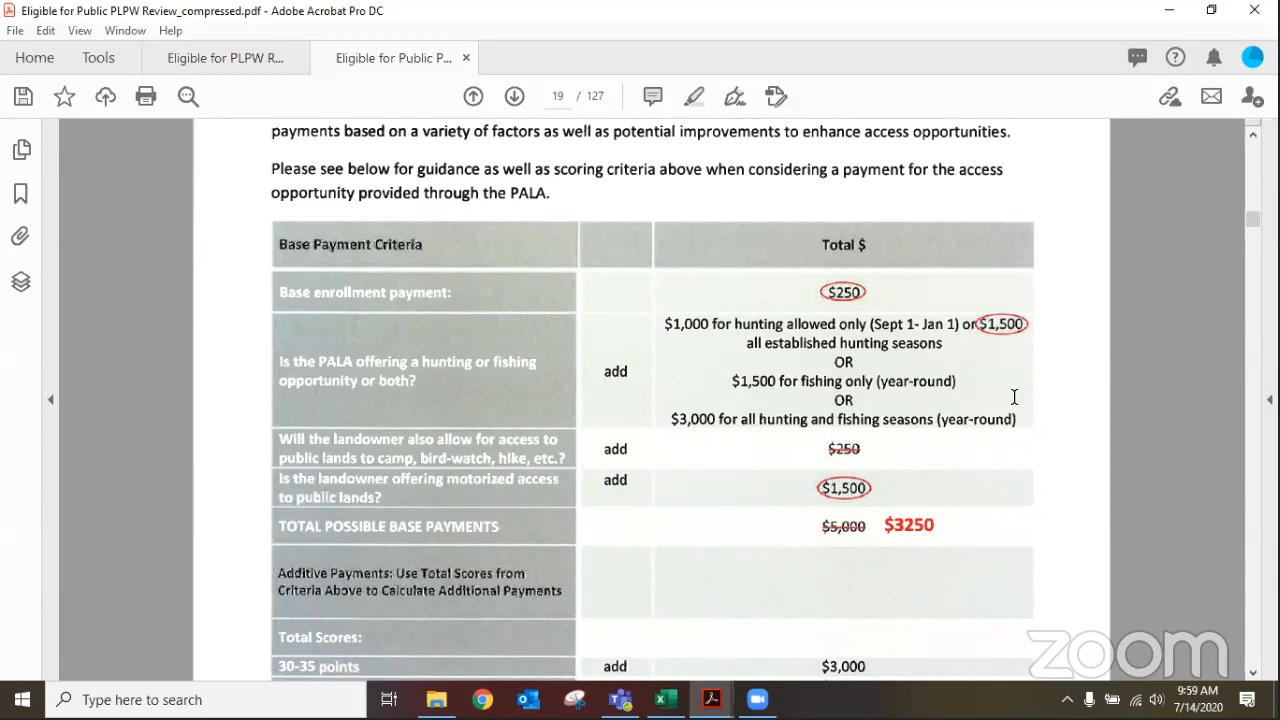 Eligible for Public PLPW Review_compressed.pdf - Adobe Acrobat Pro DC
File Edit View Window Help
Home Tools Eligible for PLPW R... Eligible for Public P... ×
19 / 127
payments based on a variety of factors as well as potential improvements to enhance access opportunities.
Please see below for guidance as well as scoring criteria above when considering a payment for the access
opportunity provided through the PALA.
Base Payment Criteria Total $
Base enrollment payment: $250
Is the PALA offering a hunting or fishing
opportunity or both?
add
$1,000 for hunting allowed only (Sept 1- Jan 1) or $1,500
all established hunting seasons
OR
$1,500 for fishing only (year-round)
OR
$3,000 for all hunting and fishing seasons (year-round)
Will the landowner also allow for access to
public lands to camp, bird-watch, hike, etc.?
add $250
Is the landowner offering motorized access
to public lands?
add $1,500
TOTAL POSSIBLE BASE PAYMENTS $5,000 $3250
Additive Payments: Use Total Scores from
Criteria Above to Calculate Additional Payments
Total Scores:
30-35 points add $3,000
zoom
Type here to search
9:59 AM
7/14/2020